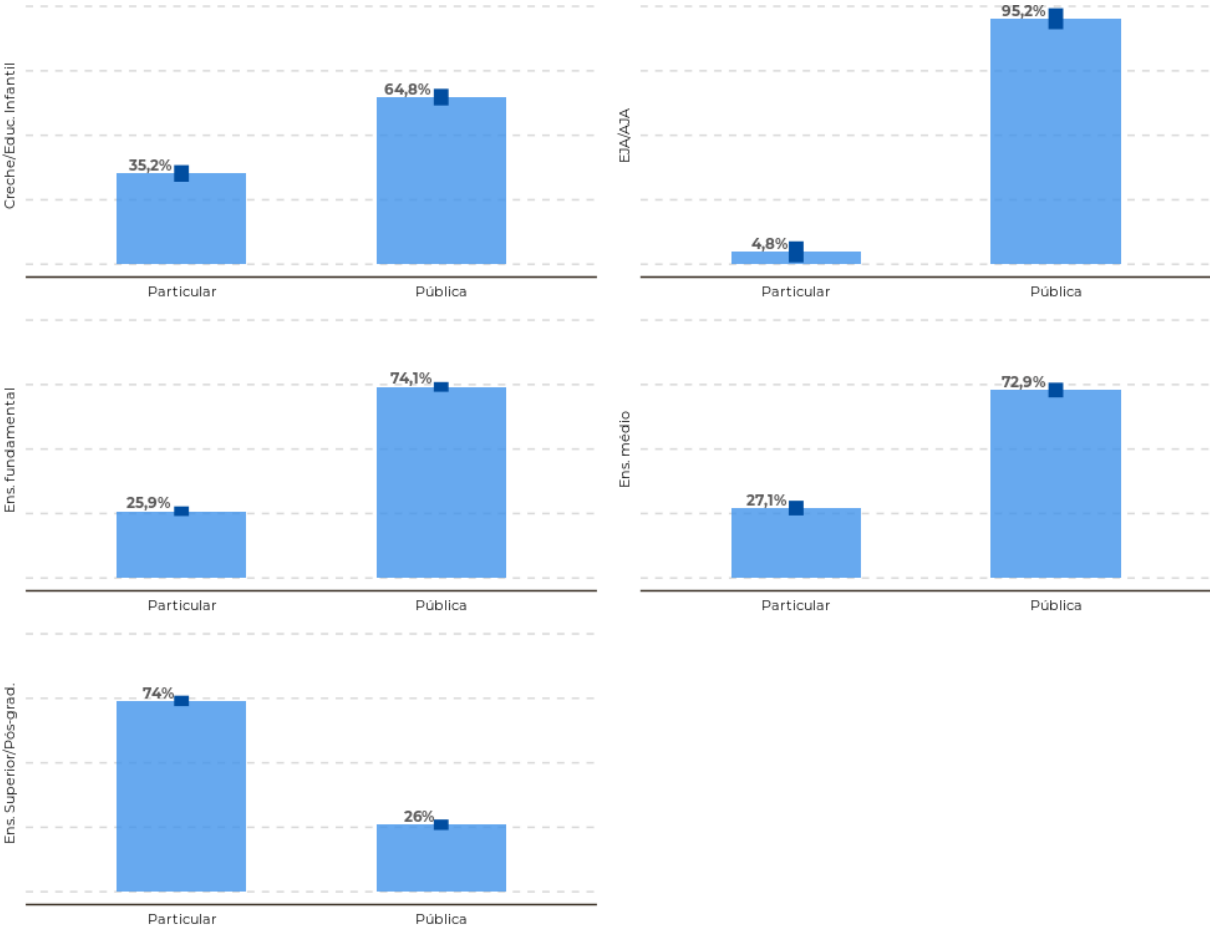 Creche/Educ. Infantil
35,2%
64,8%
Particular
Pública
EJA/AJA
4,8%
95,2%
Particular
Pública
Ens. fundamental
25,9%
74,1%
Particular
Pública
Ens. médio
27,1%
72,9%
Particular
Pública
Ens. Superior/Pós-grad.
74%
26%
Particular
Pública